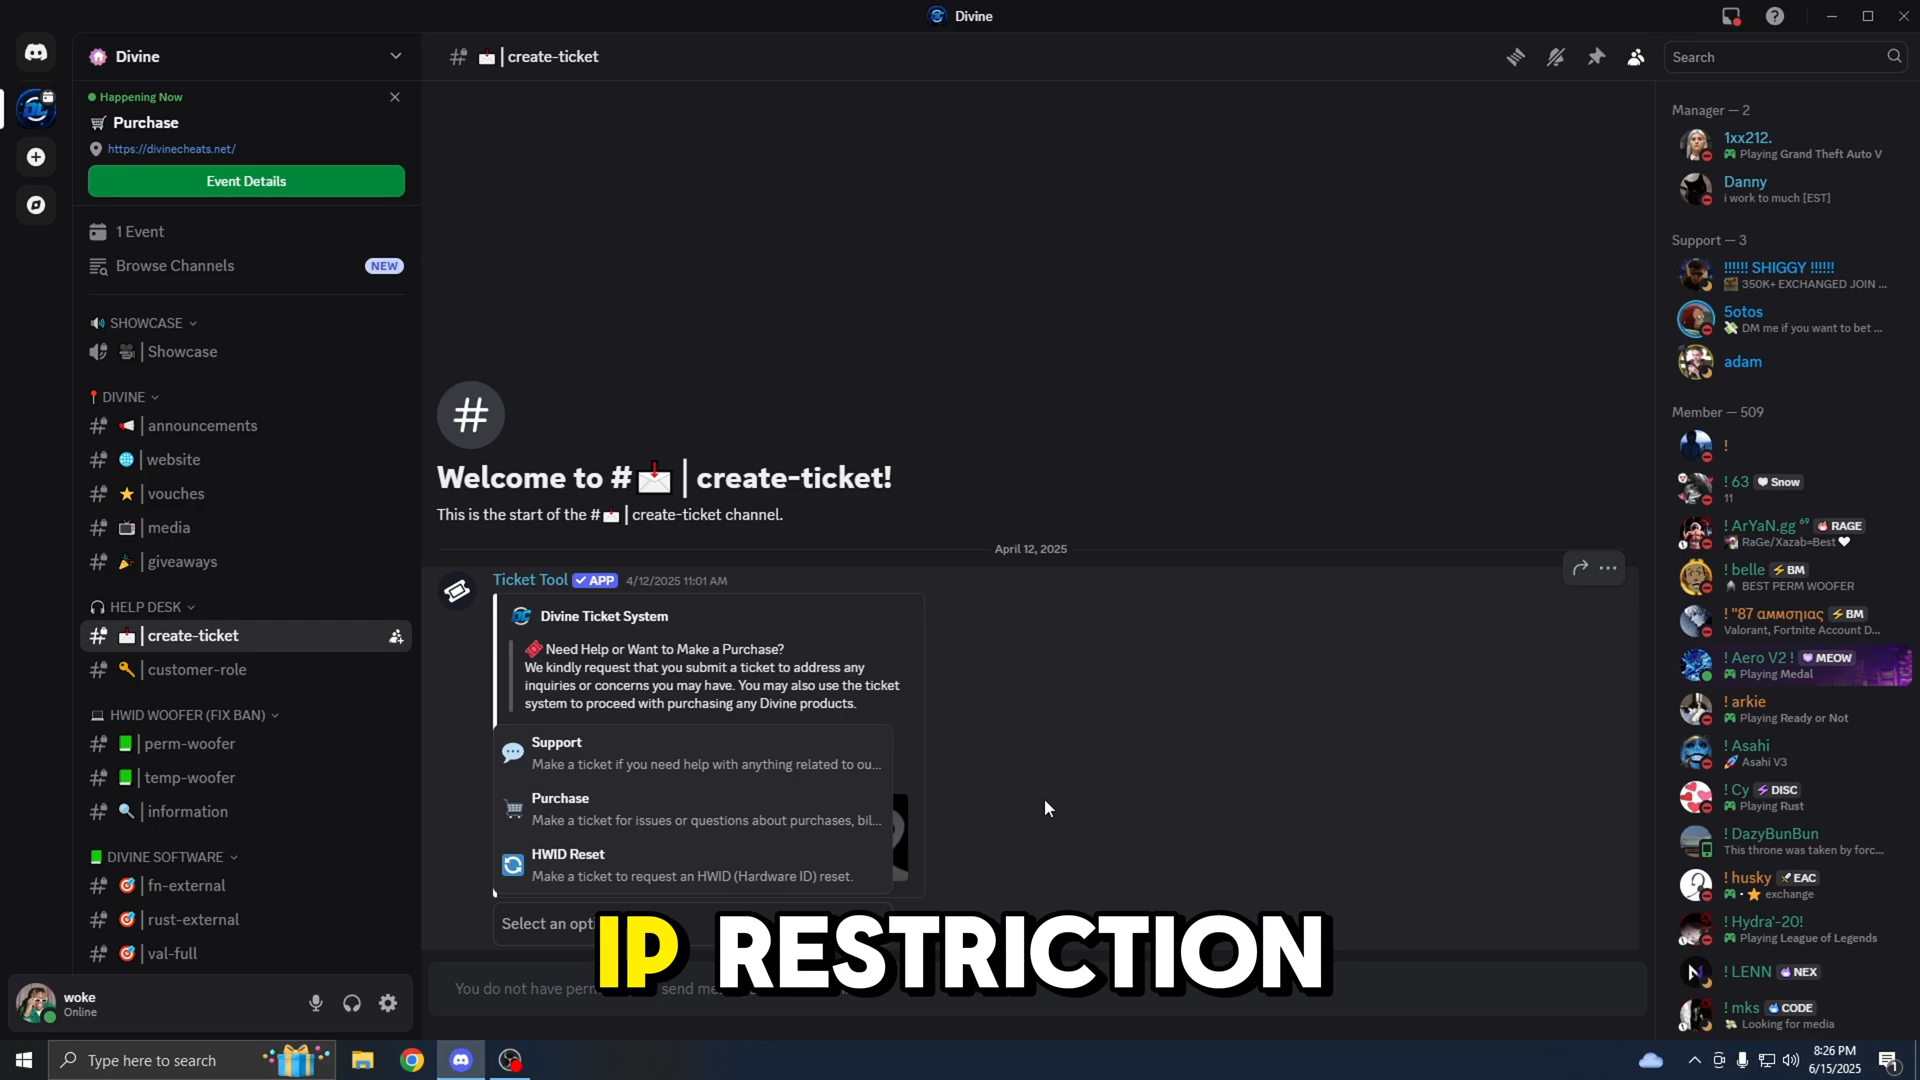 Divine
Divine
Happening Now
Purchase
https://divinecheats.net/
Event Details
1 Event
Browse Channels
NEW
SHOWCASE
Showcase
DIVINE
announcements
website
vouches
media
giveaways
HELP DESK
create-ticket
customer-role
HWID WOOFER (FIX BAN)
perm-woofer
temp-woofer
information
DIVINE SOFTWARE
fn-external
rust-external
val-full
woke
Online
create-ticket
Search
Welcome to # | create-ticket!
This is the start of the # | create-ticket channel.
April 12, 2025
Ticket Tool APP 4/12/2025 11:01 AM
Divine Ticket System
Need Help or Want to Make a Purchase?
We kindly request that you submit a ticket to address any
inquiries or concerns you may have. You may also use the ticket
system to proceed with purchasing any Divine products.
Support
Make a ticket if you need help with anything related to ou...
Purchase
Make a ticket for issues or questions about purchases, bil...
HWID Reset
Make a ticket to request an HWID (Hardware ID) reset.
Select an opti
IP RESTRICTION
You do not have perm send me
Manager — 2
1xx212.
Playing Grand Theft Auto V
Danny
i work to much [EST]
Support — 3
!!!!!! SHIGGY !!!!!!
350K+ EXCHANGED JOIN ...
5otos
DM me if you want to bet ...
adam
Member — 509
!
! 63 Snow
11
! ArYaN.gg ⁶⁹ RAGE
RaGe/Xazab=Best
! belle BM
BEST PERM WOOFER
! "87 αммσηιας BM
Valorant, Fortnite Account D...
! Aero V2 ! MEOW
Playing Medal
! arkie
Playing Ready or Not
! Asahi
Asahi V3
! Cy DISC
Playing Rust
! DazyBunBun
This throne was taken by forc...
! husky EAC
• exchange
! Hydra'-20!
Playing League of Legends
! LENN NEX
! mks CODE
Looking for media
Type here to search
8:26 PM
6/15/2025
1